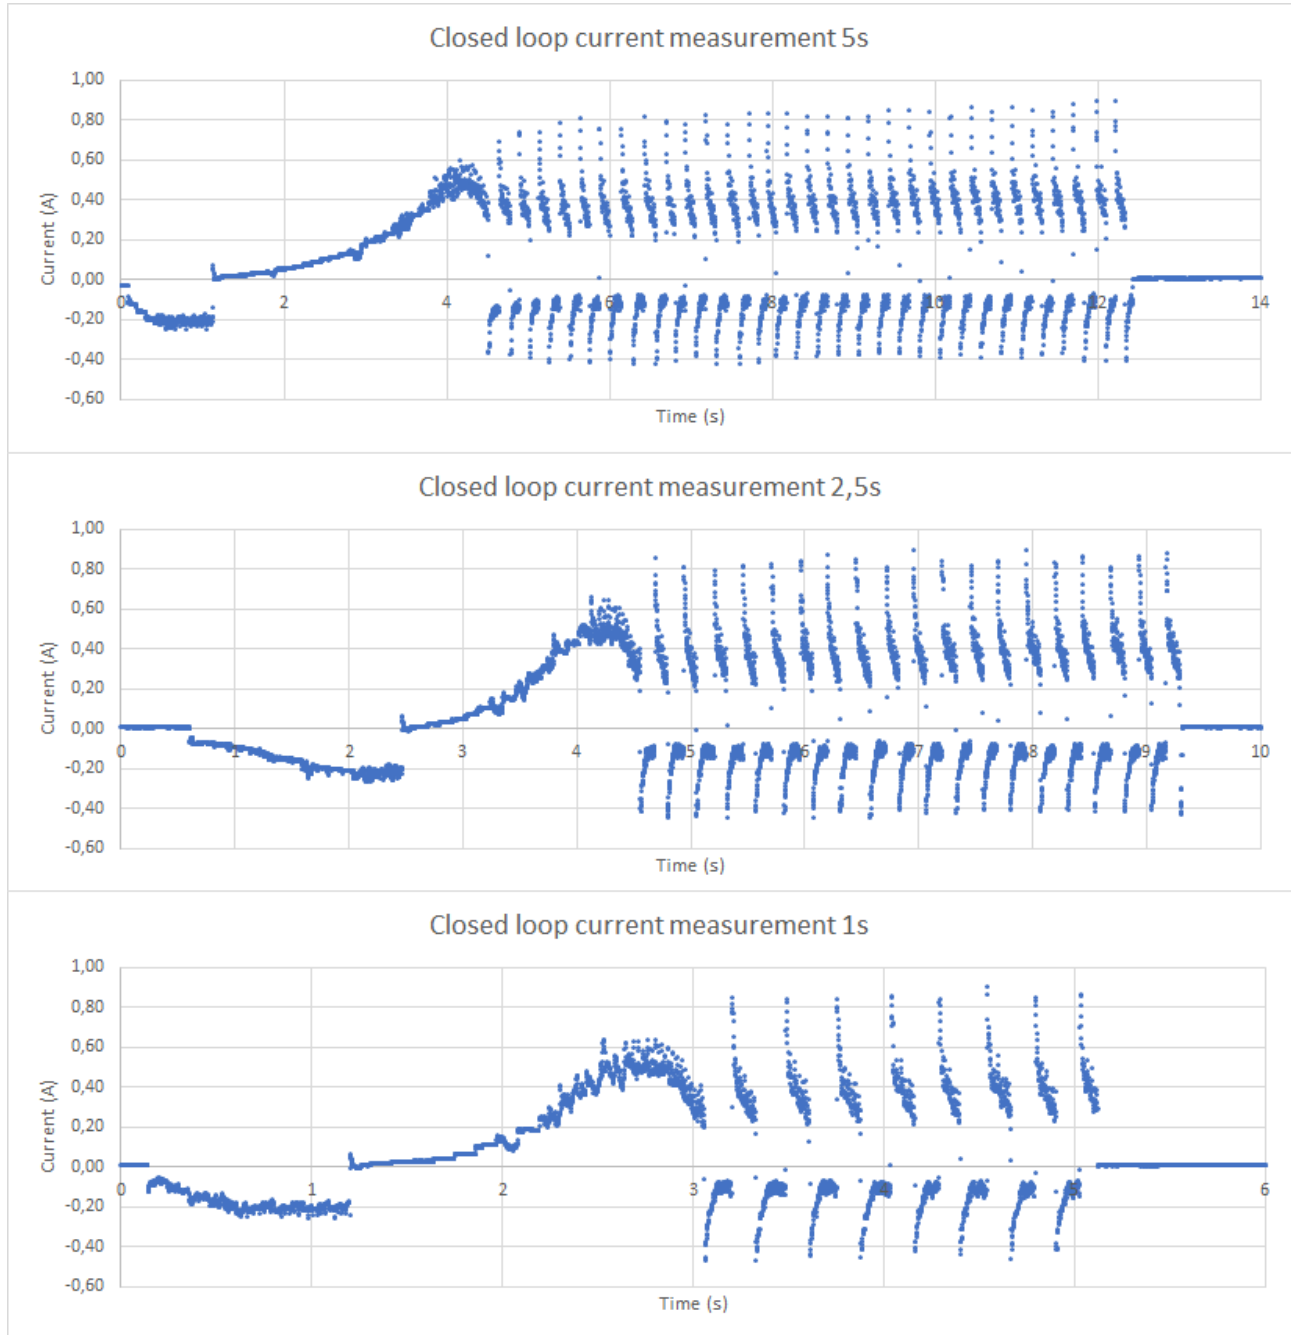 Closed loop current measurement 5s
1,00
0,80
0,60
0,40
0,20
0,00
-0,20
-0,40
-0,60
Current (A)
0 2 4 6 8 10 12 14
Time (s)
Closed loop current measurement 2,5s
1,00
0,80
0,60
0,40
0,20
0,00
-0,20
-0,40
-0,60
Current (A)
0 1 2 3 4 5 6 7 8 9 10
Time (s)
Closed loop current measurement 1s
1,00
0,80
0,60
0,40
0,20
0,00
-0,20
-0,40
-0,60
Current (A)
0 1 2 3 4 5 6
Time (s)